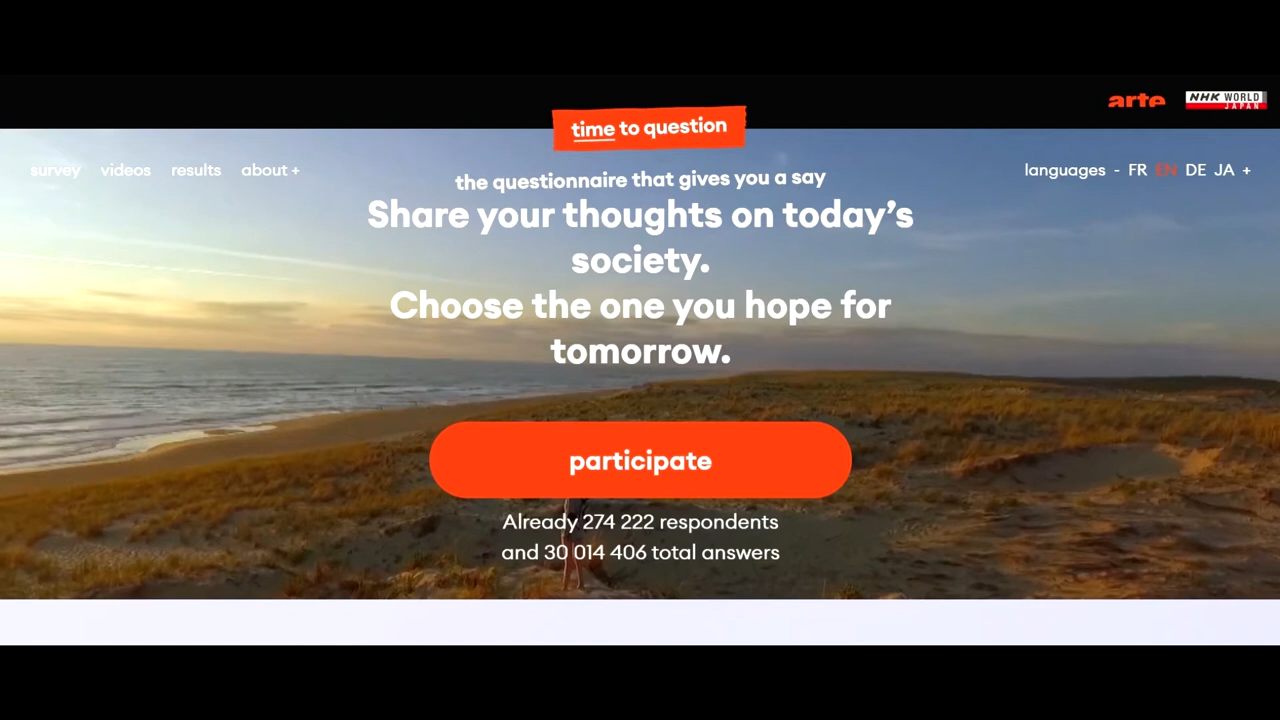 arte NHK WORLD
JAPAN
time to question
survey videos results about + languages - FR EN DE JA +
the questionnaire that gives you a say
Share your thoughts on today's
society.
Choose the one you hope for
tomorrow.
participate
Already 274 222 respondents
and 30 014 406 total answers